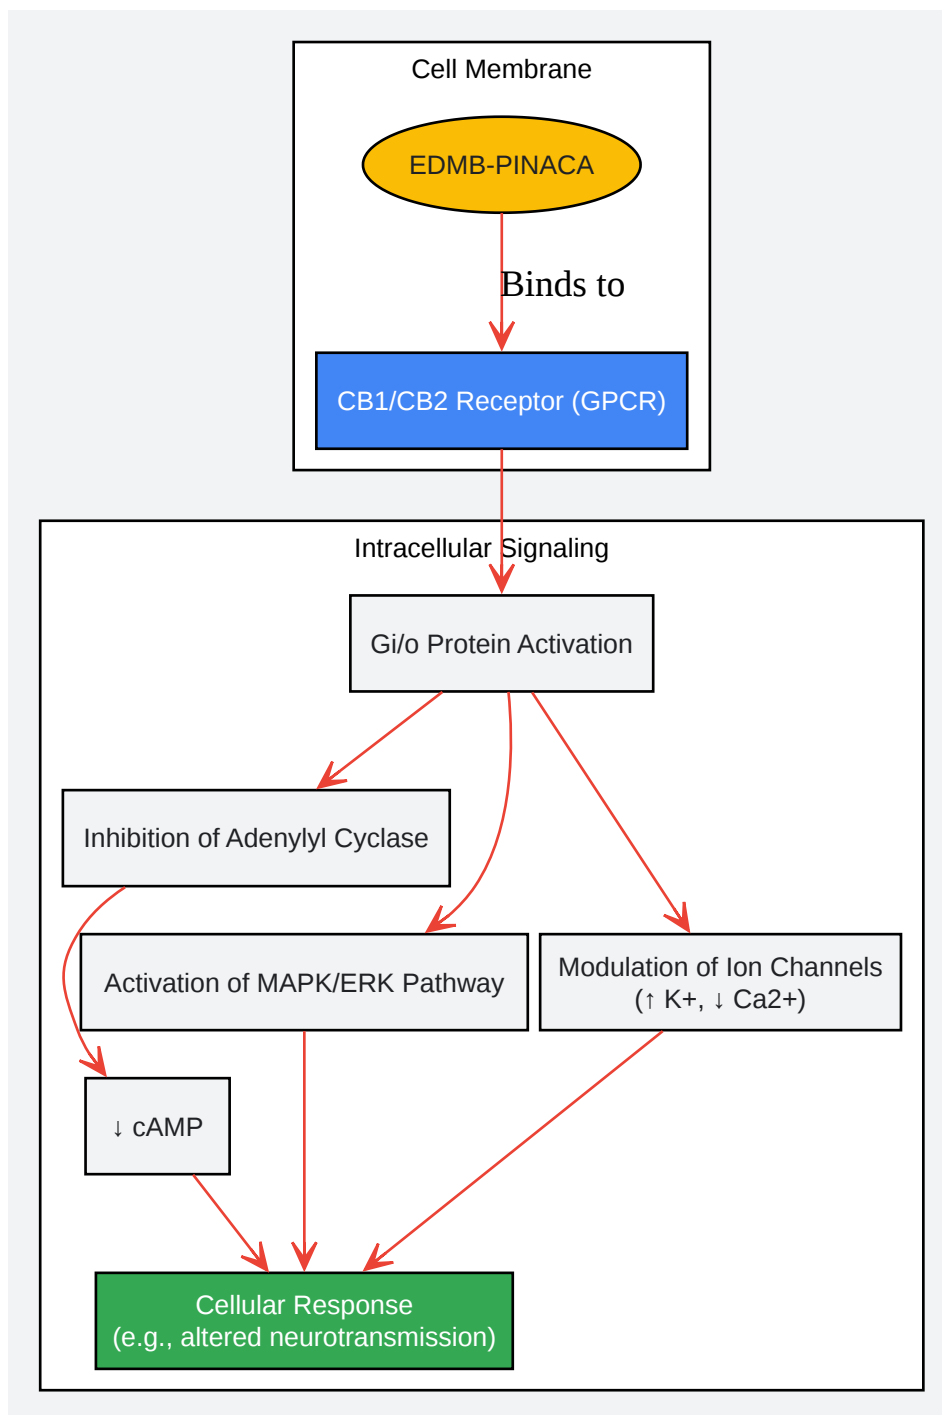 Cell Membrane
EDMB-PINACA
Binds to
CB1/CB2 Receptor (GPCR)
Intracellular Signaling
Gi/o Protein Activation
Inhibition of Adenylyl Cyclase
Activation of MAPK/ERK Pathway
Modulation of Ion Channels
(↑ K+, ↓ Ca2+)
↓ cAMP
Cellular Response
(e.g., altered neurotransmission)